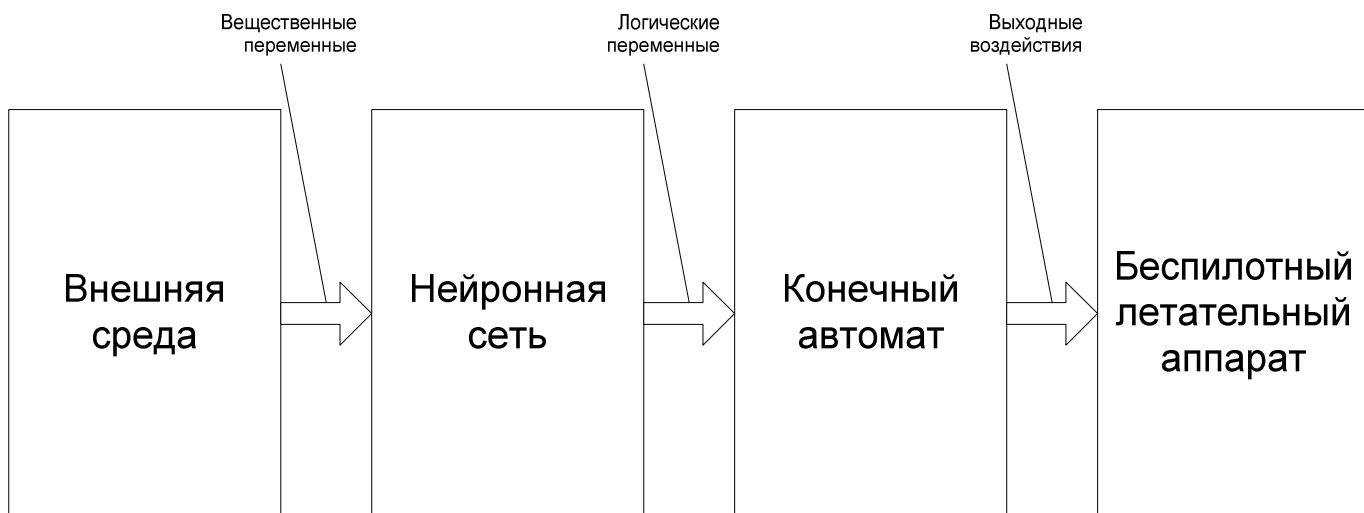 Вещественные
переменные
Логические
переменные
Выходные
воздействия
Внешняя
среда
Нейронная
сеть
Конечный
автомат
Беспилотный
летательный
аппарат